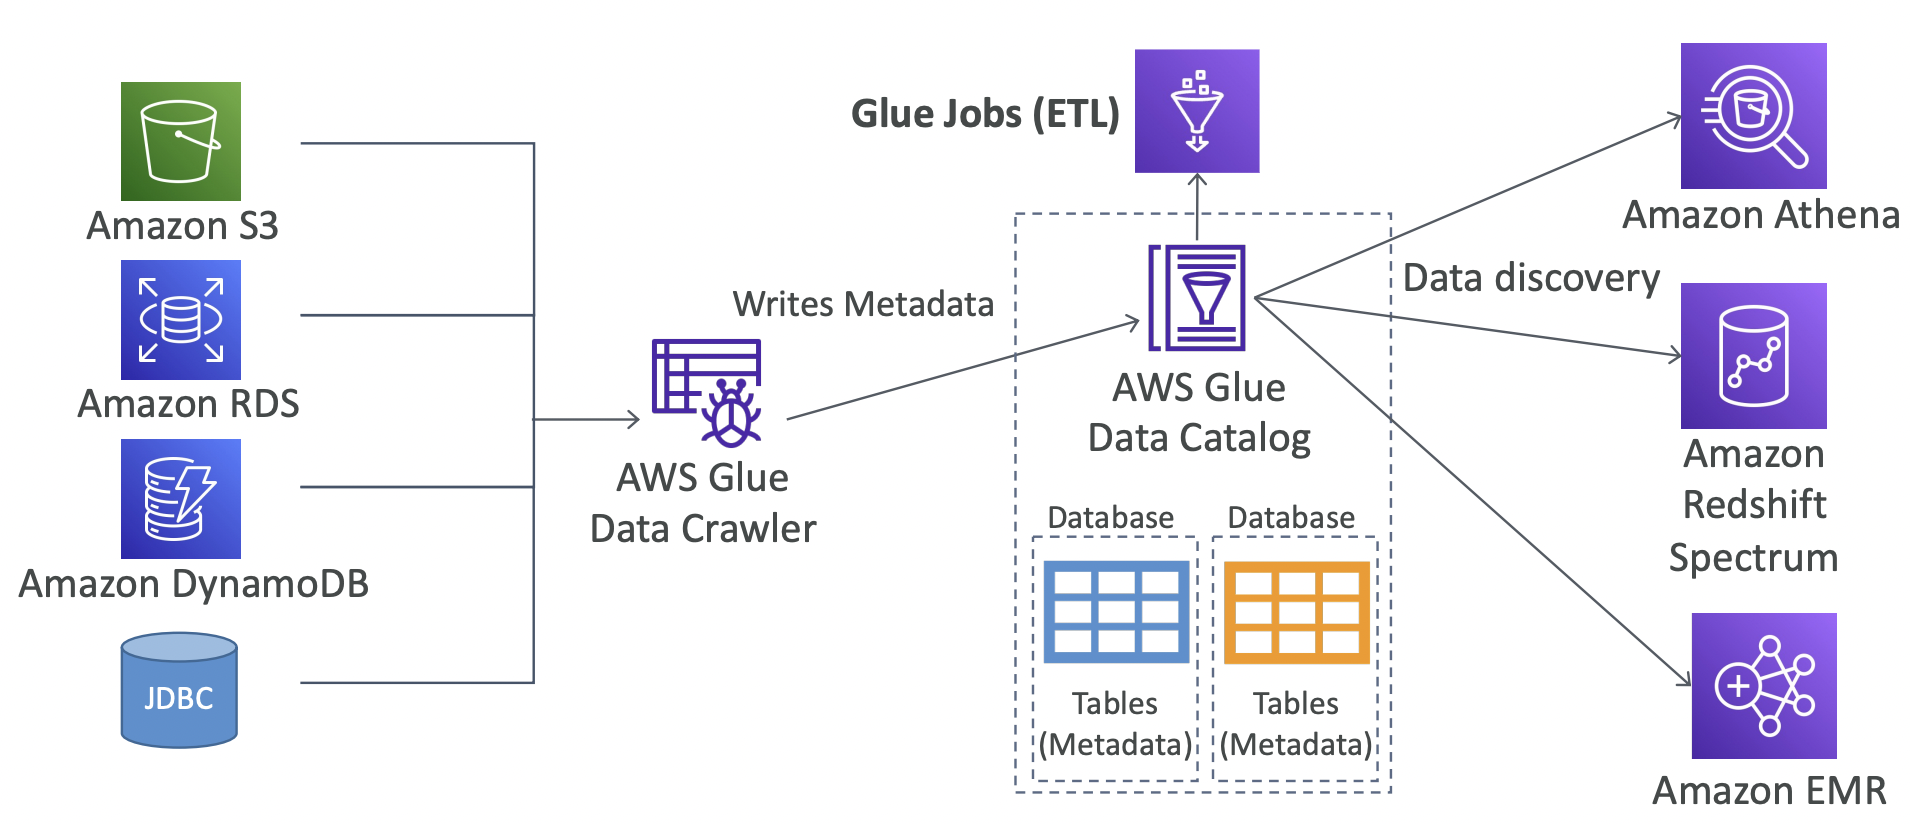 Glue Jobs (ETL)
Amazon S3
Amazon RDS
Amazon DynamoDB
JDBC
AWS Glue
Data Crawler
Writes Metadata
AWS Glue
Data Catalog
Database
Tables
(Metadata)
Database
Tables
(Metadata)
Data discovery
Amazon Athena
Amazon
Redshift
Spectrum
Amazon EMR